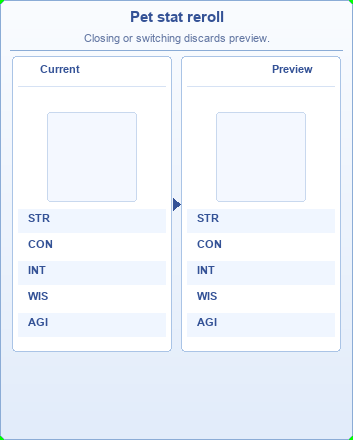 Pet stat reroll
Closing or switching discards preview.
Current
STR
CON
INT
WIS
AGI
Preview
STR
CON
INT
WIS
AGI